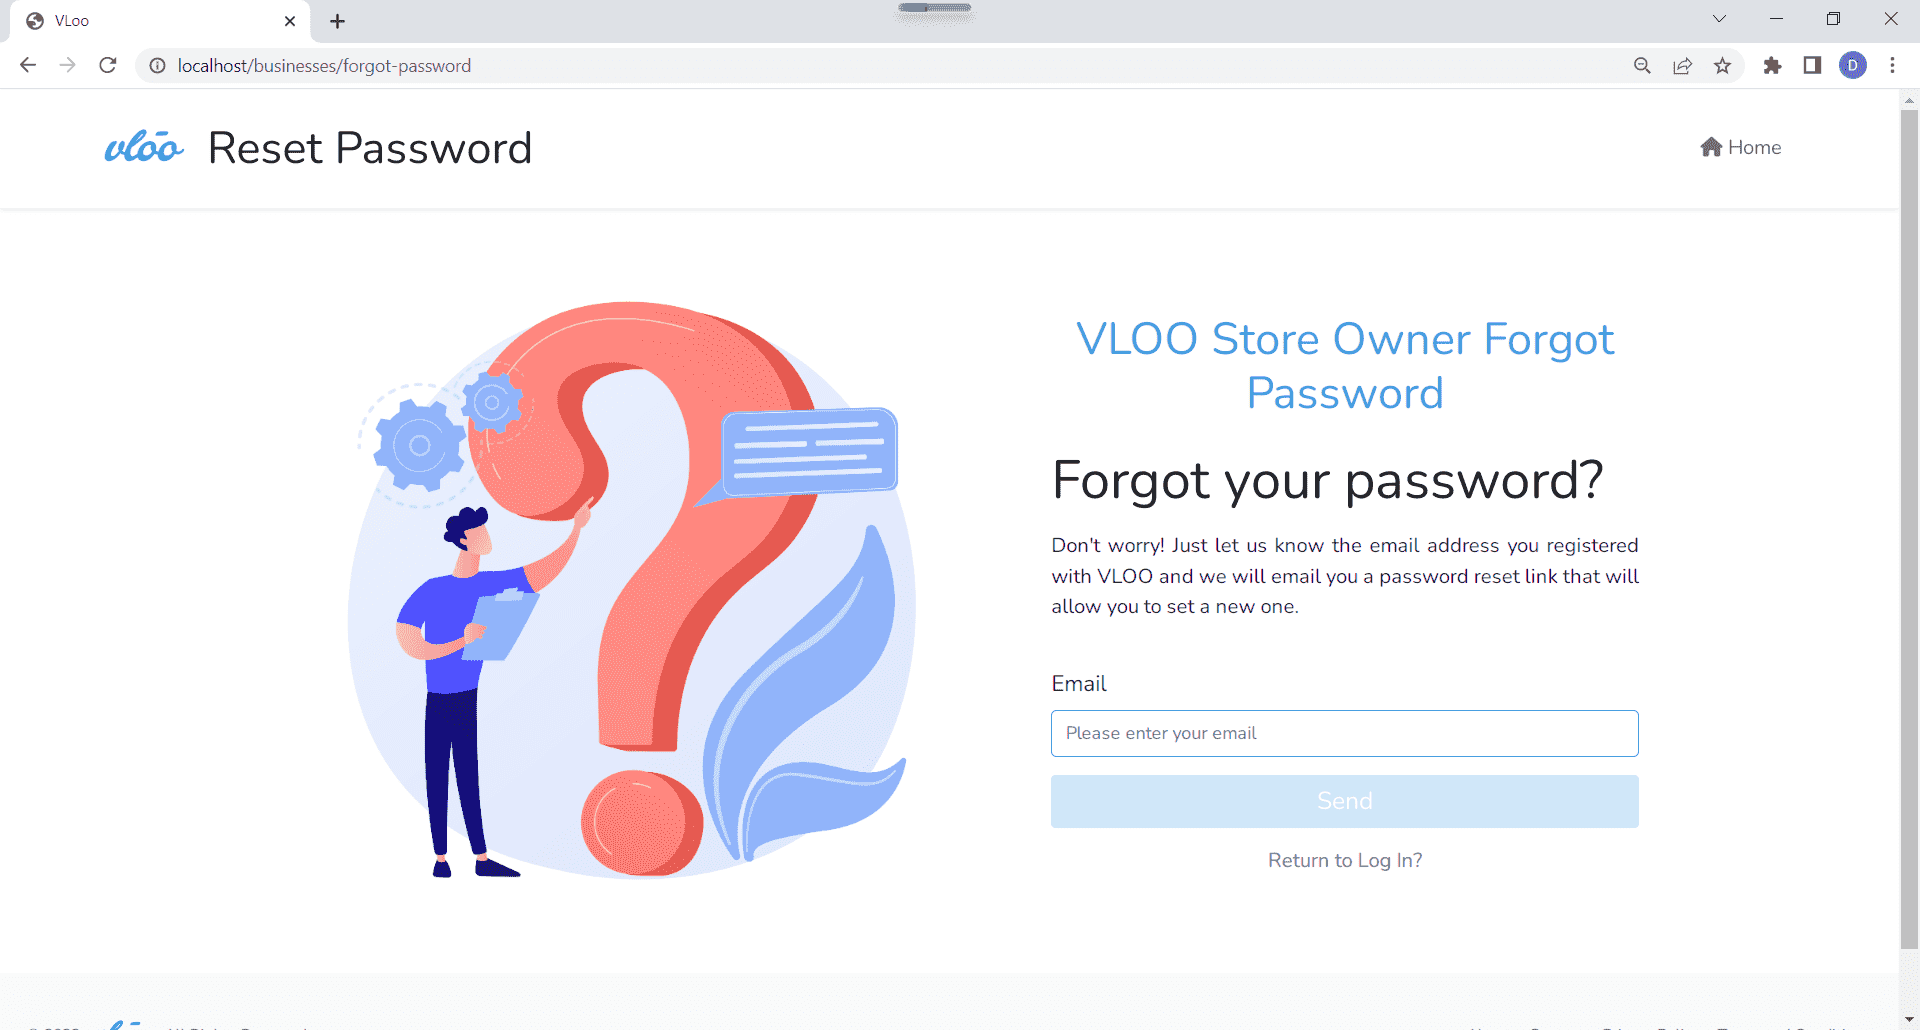 VLoo
localhost/businesses/forgot-password
D
vloo Reset Password
Home
VLOO Store Owner Forgot
Password
Forgot your password?
Don't worry! Just let us know the email address you registered
with VLOO and we will email you a password reset link that will
allow you to set a new one.
Email
Please enter your email
Send
Return to Log In?